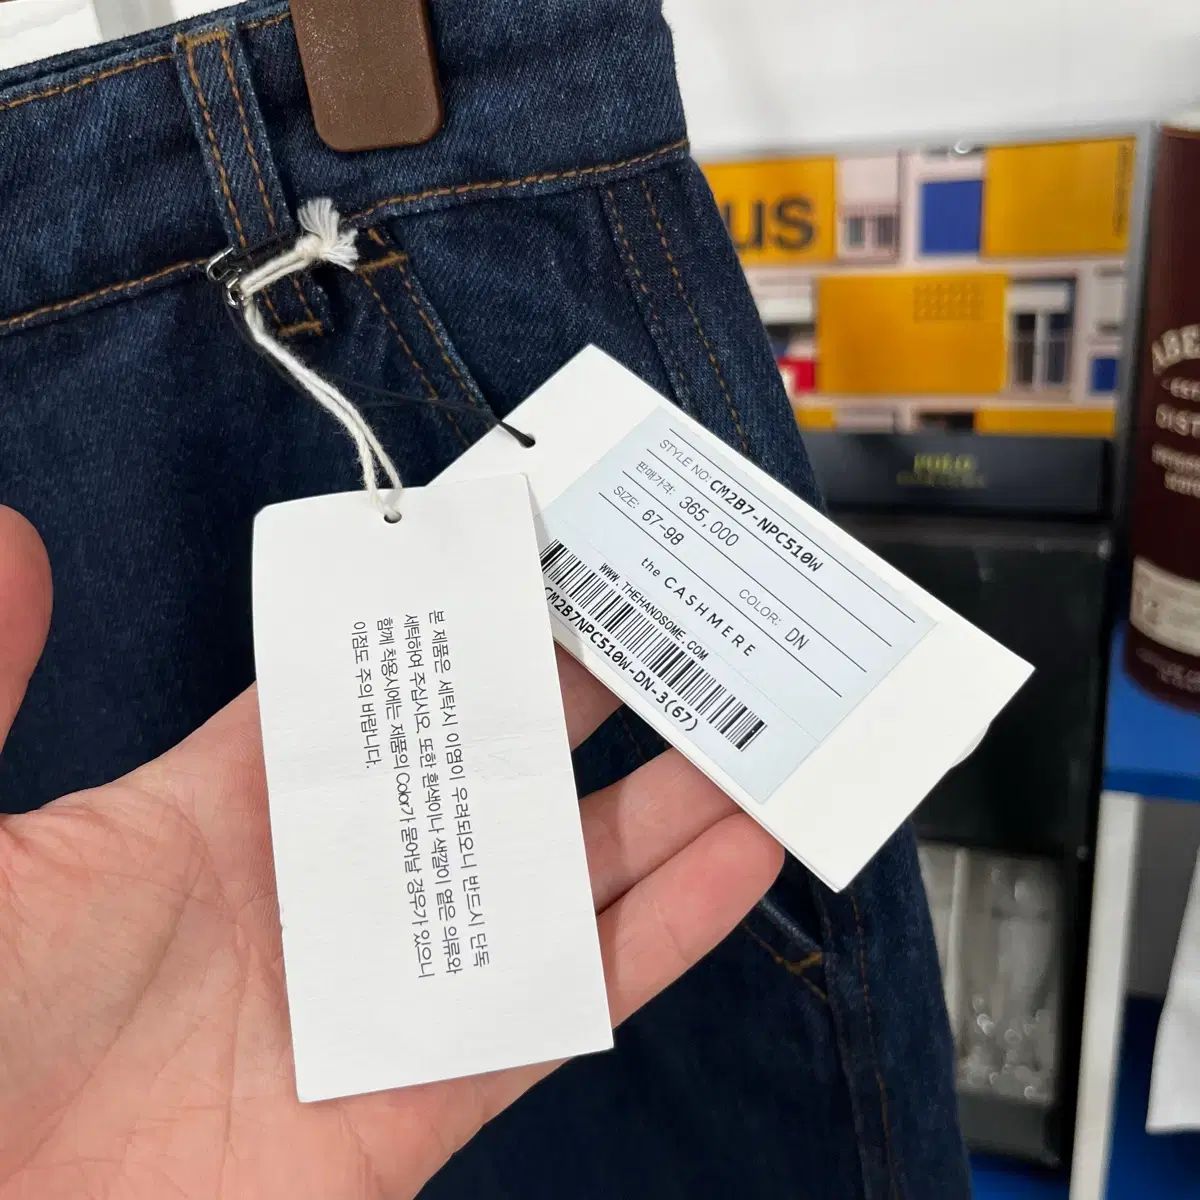 본 제품은 세탁시 이염이 우려되오니 반드시 단독
세탁하여 주십시오. 또한 흰색이나 색깔이 옅은 의류와
함께 착용시에는 제품의 Color가 묻어날 경우가 있으니
이점도 주의 바랍니다.
STYLE NO: CM2B7-NPC510W
판매가격: 365,000
SIZE: 67-98
COLOR: DN
the CASHMERE
WWW.THEHANDSOME.COM
CM2B7NPC510W-DN-3(67)
us
POLO